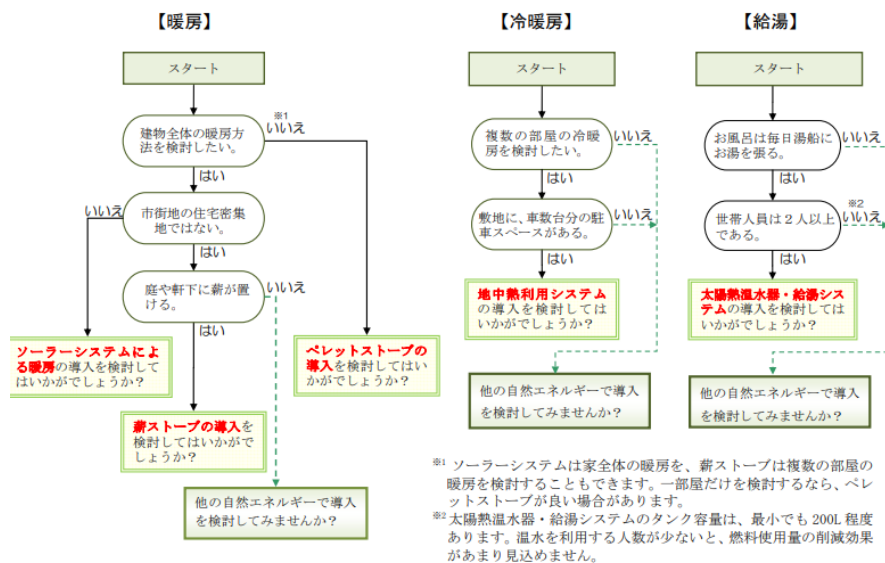 【暖房】
スタート
建物全体の暖房方
法を検討したい。
※1
いいえ
はい
市街地の住宅密集
地ではない。
いいえ
はい
庭や軒下に薪が置
ける。
いいえ
はい
ソーラーシステムによ
る暖房の導入を検討して
はいかがでしょうか？
ペレットストーブの
導入を検討してはい
かがでしょうか？
薪ストーブの導入を
検討してはいかがで
しょうか？
他の自然エネルギーで導入
を検討してみませんか？
【冷暖房】
スタート
複数の部屋の冷暖
房を検討したい。
いいえ
はい
敷地に、車数台分の駐
車スペースがある。
いいえ
はい
地中熱利用システム
の導入を検討しては
いかがでしょうか？
他の自然エネルギーで導入
を検討してみませんか？
【給湯】
スタート
お風呂は毎日湯船に
お湯を張る。
いいえ
はい
世帯人員は２人以上
である。
※2
いいえ
はい
太陽熱温水器・給湯シス
テムの導入を検討して
はいかがでしょうか？
他の自然エネルギーで導入
を検討してみませんか？
※1 ソーラーシステムは家全体の暖房を、薪ストーブは複数の部屋の
暖房を検討することもできます。一部屋だけを検討するなら、ペレ
ットストーブが良い場合があります。
※2 太陽熱温水器・給湯システムのタンク容量は、最小でも 200L 程度
あります。温水を利用する人数が少ないと、燃料使用量の削減効果
があまり見込めません。